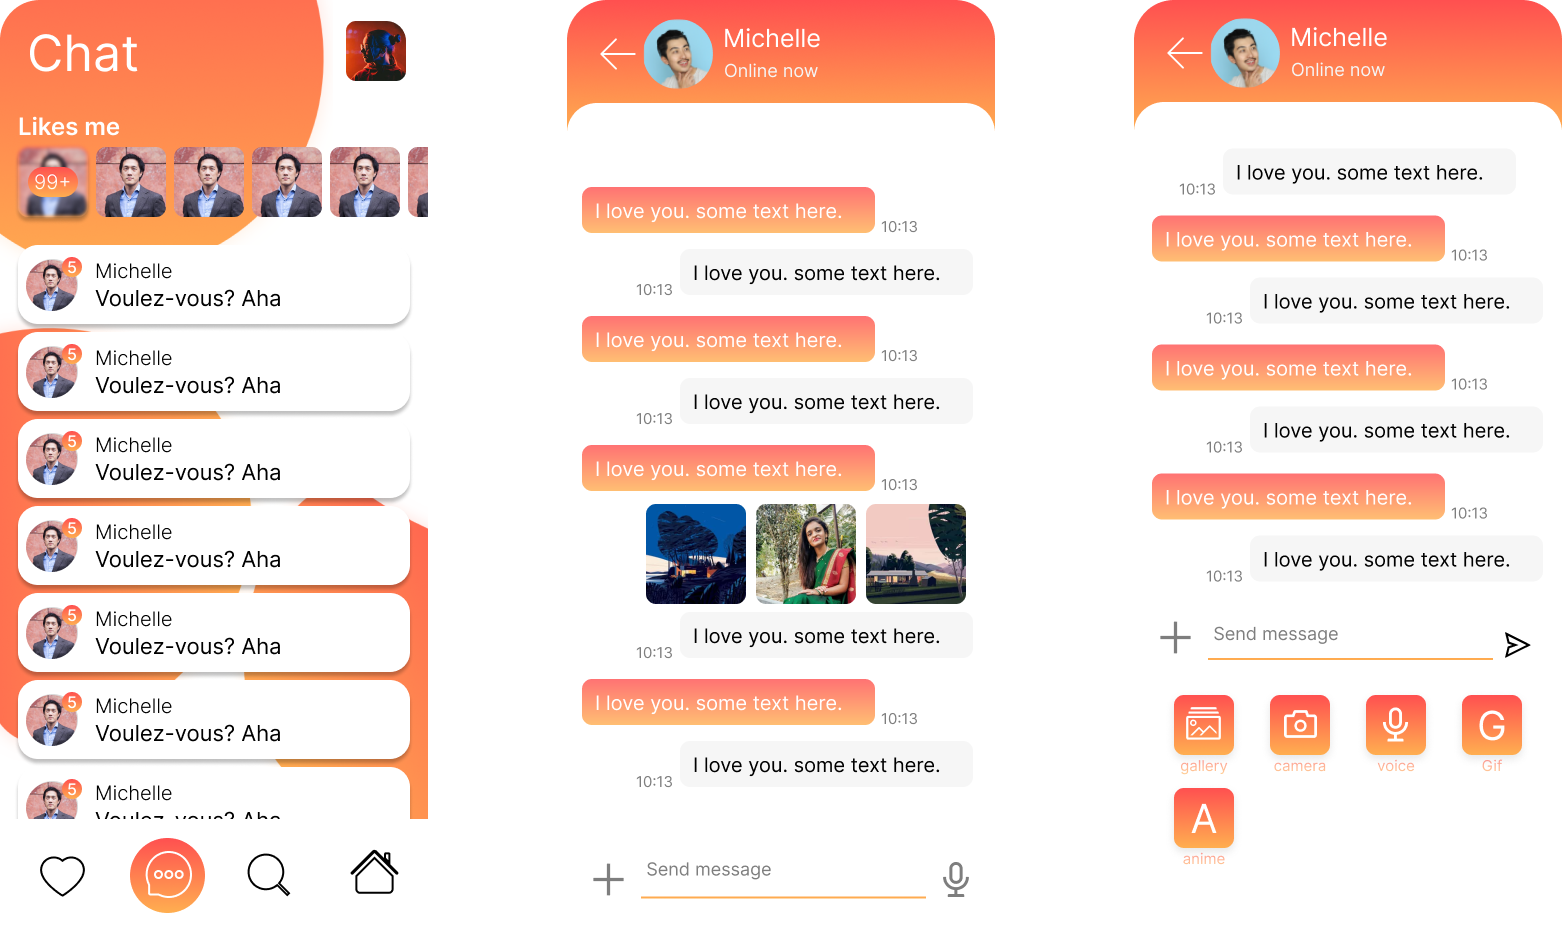 Chat
Likes me
99+
5
Michelle
Voulez-vous? Aha
5
Michelle
Voulez-vous? Aha
5
Michelle
Voulez-vous? Aha
5
Michelle
Voulez-vous? Aha
5
Michelle
Voulez-vous? Aha
5
Michelle
Voulez-vous? Aha
5
Michelle
Voulez-vous? Aha
Michelle
Online now
I love you. some text here.
10:13
I love you. some text here.
10:13
I love you. some text here.
10:13
I love you. some text here.
10:13
I love you. some text here.
10:13
I love you. some text here.
10:13
I love you. some text here.
10:13
I love you. some text here.
10:13
Send message
Michelle
Online now
I love you. some text here.
10:13
I love you. some text here.
10:13
I love you. some text here.
10:13
I love you. some text here.
10:13
I love you. some text here.
10:13
I love you. some text here.
10:13
I love you. some text here.
10:13
Send message
gallery
camera
voice
G
Gif
A
anime